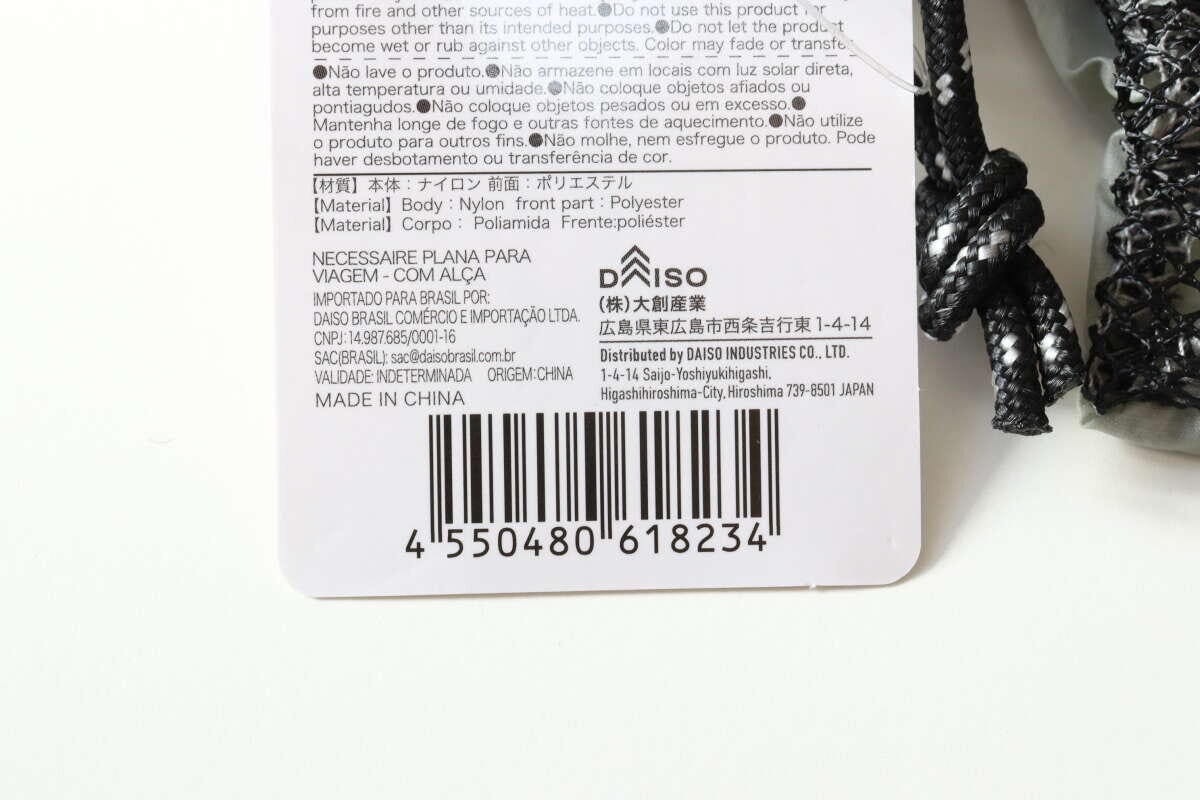 from fire and other sources of heat.●Do not use this product for
purposes other than its intended purposes.●Do not let the product
become wet or rub against other objects. Color may fade or transfer.
●Não lave o produto.●Não armazene em locais com luz solar direta,
alta temperatura ou umidade.●Não coloque objetos afiados ou
pontiagudos.●Não coloque objetos pesados ou em excesso.●
Mantenha longe de fogo e outras fontes de aquecimento.●Não utilize
o produto para outros fins.●Não molhe, nem esfregue o produto. Pode
haver desbotamento ou transferência de cor.
【材質】本体：ナイロン 前面：ポリエステル
【Material】Body：Nylon front part：Polyester
【Material】Corpo： Poliamida Frente:poliéster
NECESSAIRE PLANA PARA
VIAGEM - COM ALÇA
IMPORTADO PARA BRASIL POR:
DAISO BRASIL COMÉRCIO E IMPORTAÇÃO LTDA.
CNPJ: 14.987.685/0001-16
SAC(BRASIL): sac@daisobrasil.com.br
VALIDADE: INDETERMINADA ORIGEM: CHINA
MADE IN CHINA
DAISO
(株)大創産業
広島県東広島市西条吉行東1-4-14
Distributed by DAISO INDUSTRIES CO., LTD.
1-4-14 Saijo-Yoshiyukihigashi,
Higashihiroshima-City, Hiroshima 739-8501 JAPAN
4 550480 618234